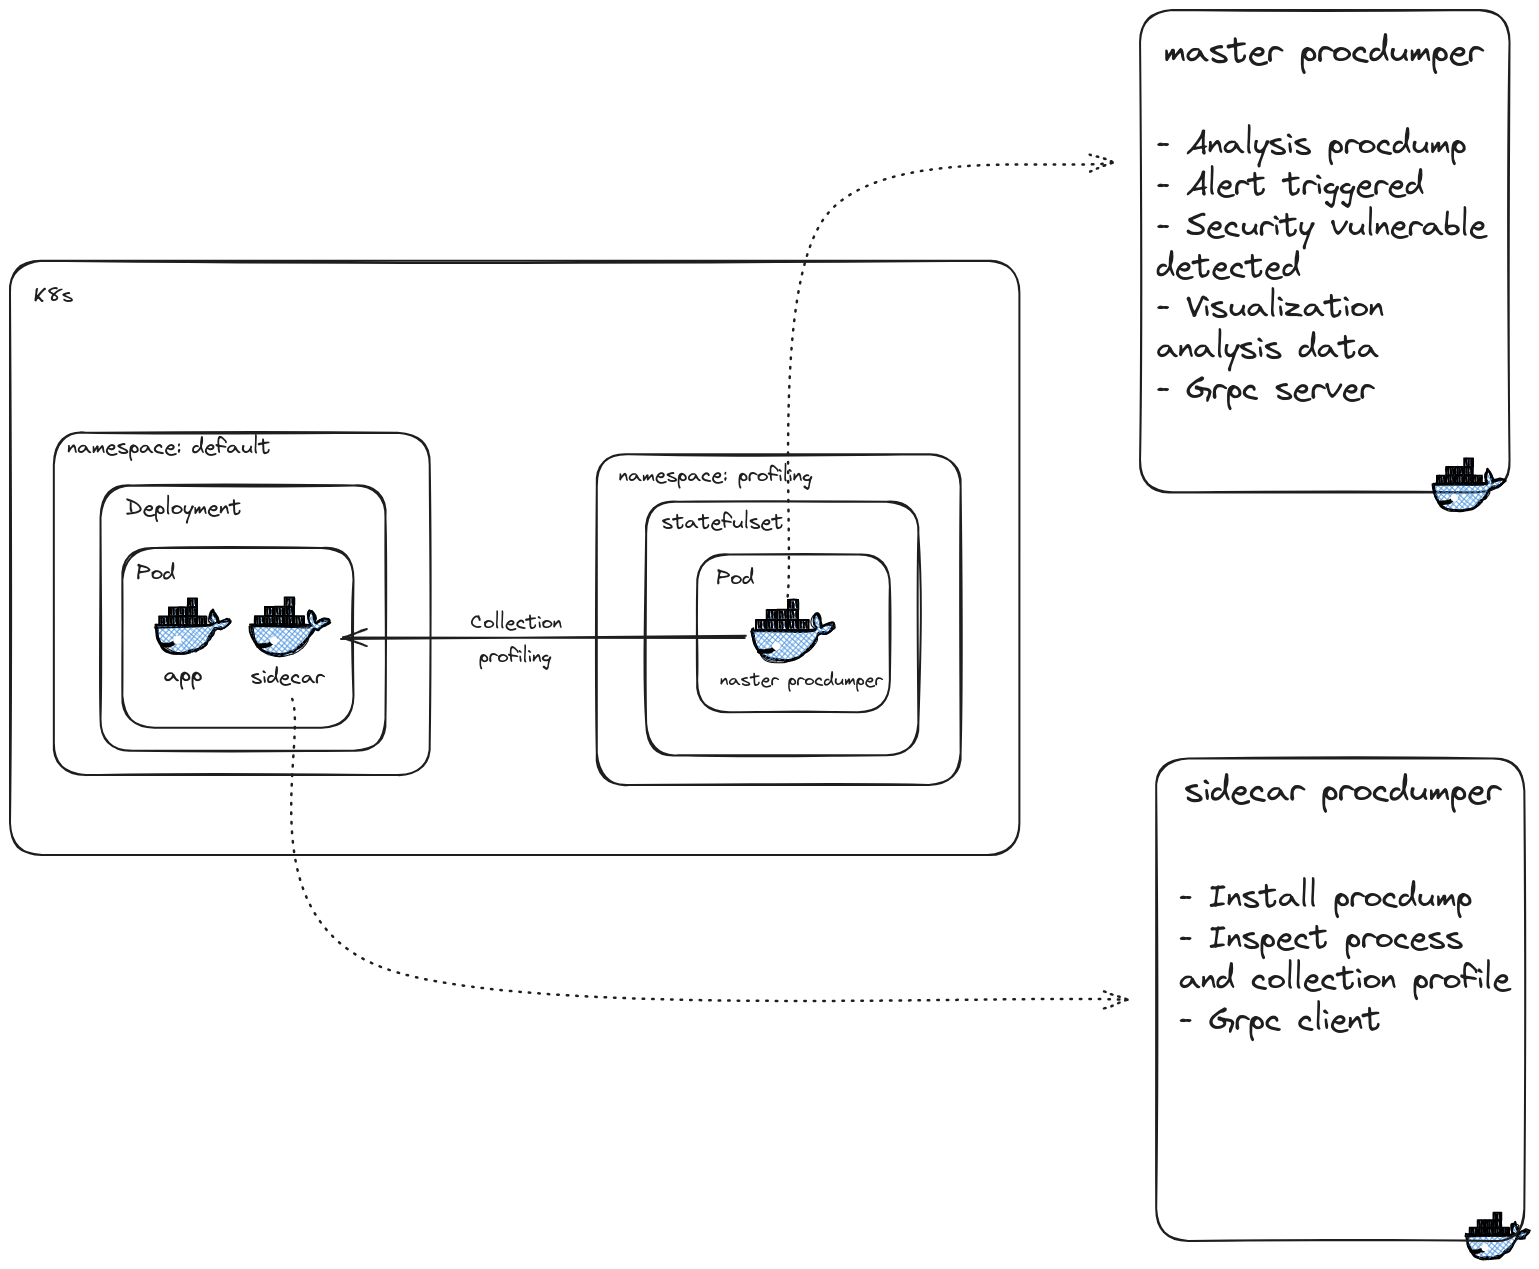 master procdumper
- Analysis procdump
- Alert triggered
- Security vulnerable
detected
- Visualization
analysis data
- Grpc server
K8s
namespace: default
Deployment
Pod
app
sidecar
Collection
profiling
namespace: profiling
statefulset
Pod
naster procdumper
sidecar procdumper
- Install procdump
- Inspect process
and collection profile
- Grpc client